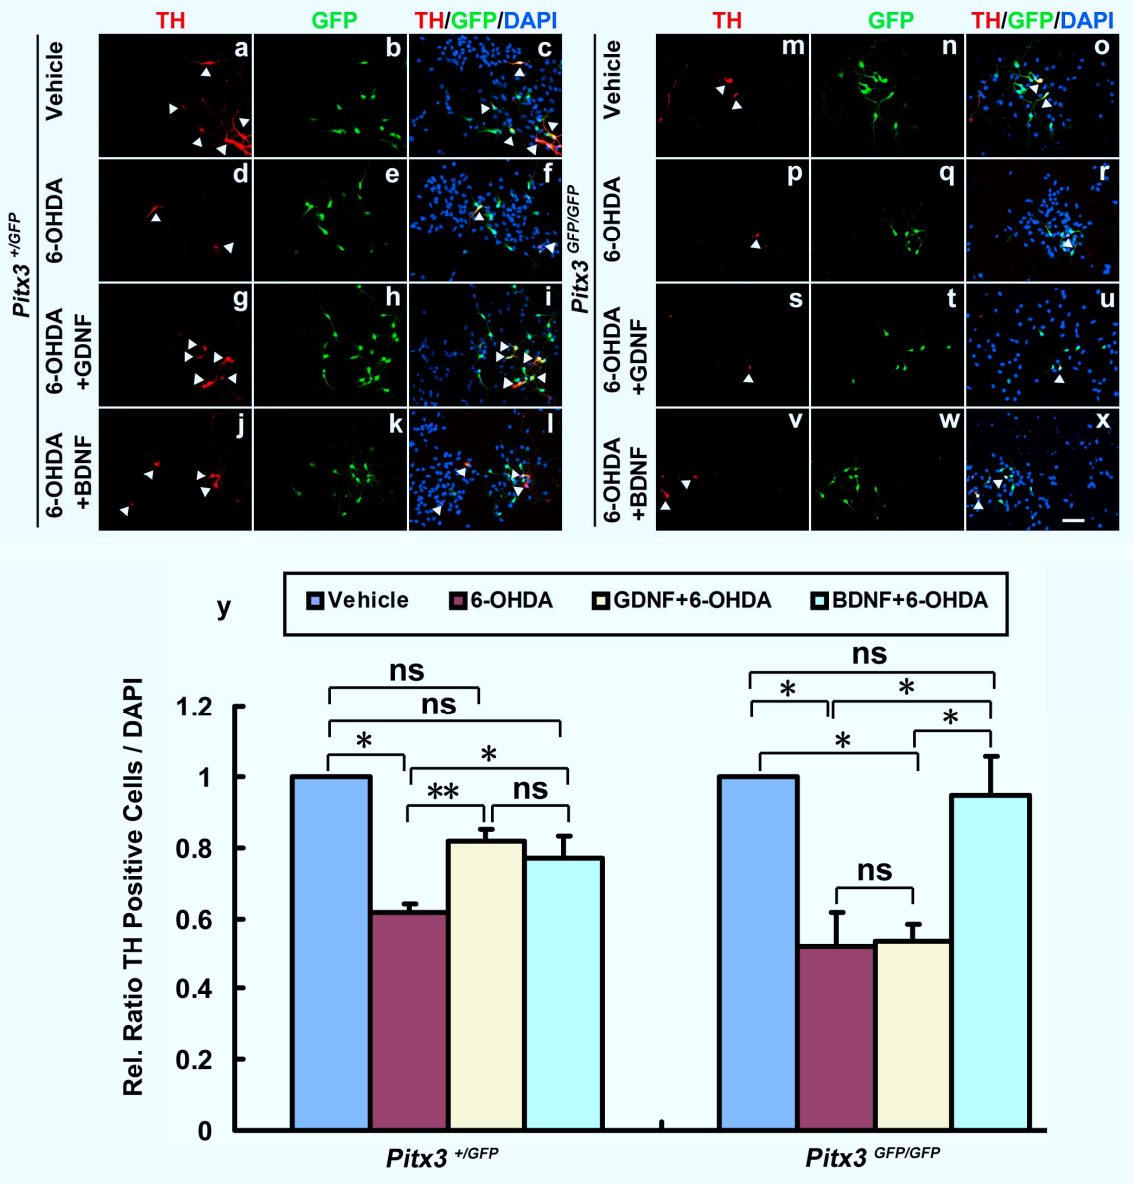 TH GFP TH/GFP/DAPI TH GFP TH/GFP/DAPI
Pitx3 +/GFP
Vehicle
a b c
6-OHDA
d e f
6-OHDA
+GDNF
g h i
6-OHDA
+BDNF
j k l
Pitx3 GFP/GFP
Vehicle
m n o
6-OHDA
p q r
6-OHDA
+GDNF
s t u
6-OHDA
+BDNF
v w x
y
Vehicle 6-OHDA GDNF+6-OHDA BDNF+6-OHDA
Rel. Ratio TH Positive Cells / DAPI
1.2
1
0.8
0.6
0.4
0.2
0
ns
ns
* *
** ns
ns
* *
*
*
ns
Pitx3 +/GFP Pitx3 GFP/GFP